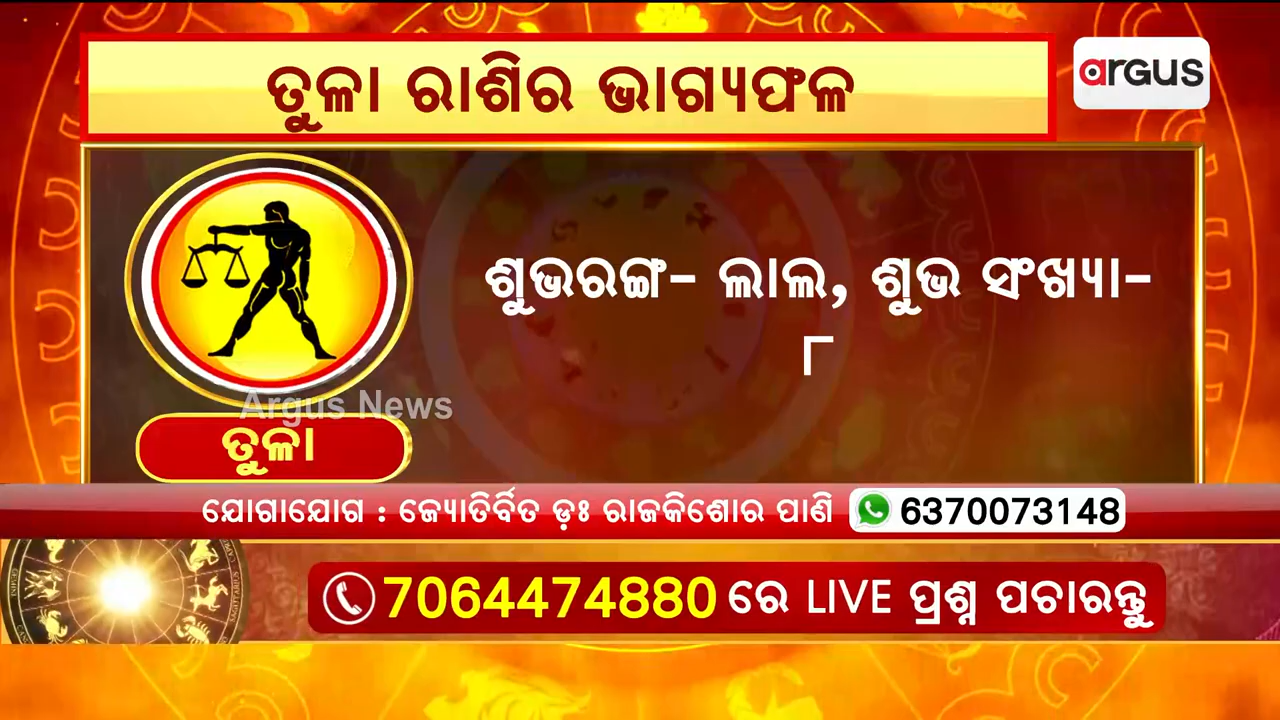 ତୁଳା ରାଶିର ଭାଗ୍ୟଫଳ
argus
ଶୁଭରଙ୍ଗ- ଲାଲ, ଶୁଭ ସଂଖ୍ୟା-
୮
Argus News
ତୁଳା
ଯୋଗାଯୋଗ : ଜ୍ୟୋତିର୍ବିତ ଡ଼ଃ ରାଜକିଶୋର ପାଣି 6370073148
7064474880 ରେ LIVE ପ୍ରଶ୍ନ ପଚାରନ୍ତୁ